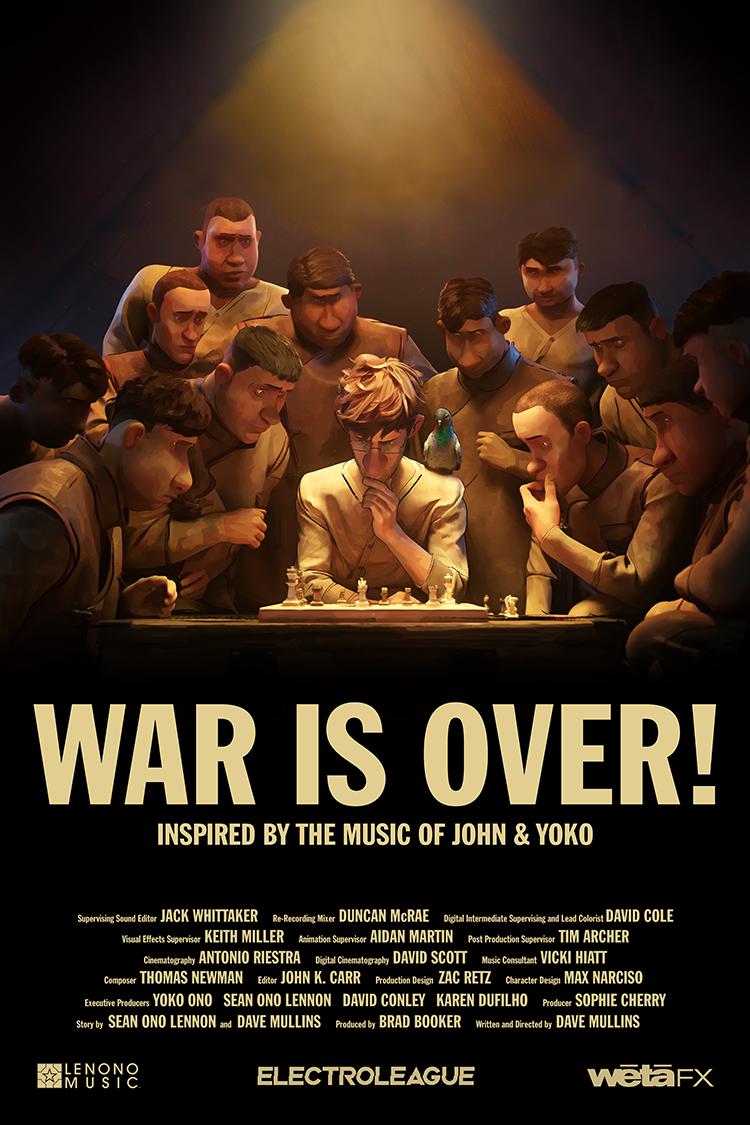 WAR IS OVER!
INSPIRED BY THE MUSIC OF JOHN & YOKO
Supervising Sound Editor JACK WHITTAKER Re-Recording Mixer DUNCAN McRAE Digital Intermediate Supervising and Lead Colorist DAVID COLE
Visual Effects Supervisor KEITH MILLER Animation Supervisor AIDAN MARTIN Post Production Supervisor TIM ARCHER
Cinematography ANTONIO RIESTRA Digital Cinematography DAVID SCOTT Music Consultant VICKI HIATT
Composer THOMAS NEWMAN Editor JOHN K. CARR Production Design ZAC RETZ Character Design MAX NARCISO
Executive Producers YOKO ONO SEAN ONO LENNON DAVID CONLEY KAREN DUFILHO Producer SOPHIE CHERRY
Story by SEAN ONO LENNON and DAVE MULLINS Produced by BRAD BOOKER Written and Directed by DAVE MULLINS
LENONO
MUSIC
ELECTROLEAGUE
wētā FX